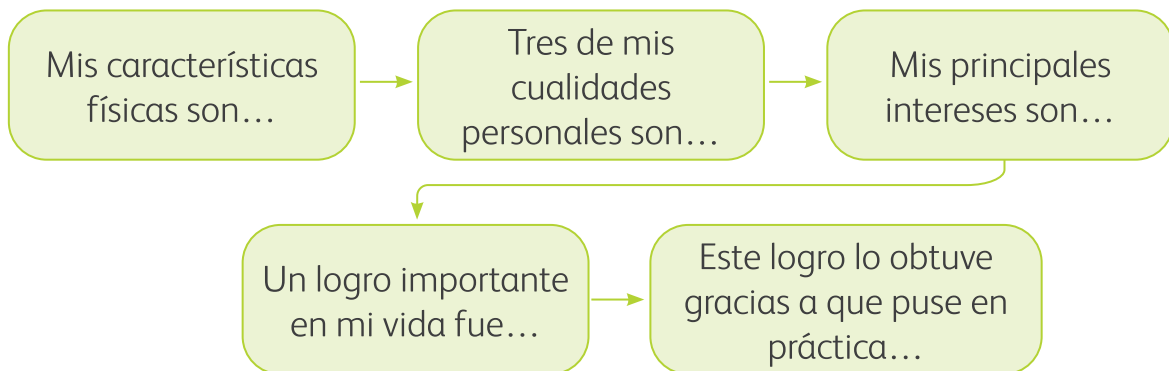 Mis características
físicas son…
Tres de mis
cualidades
personales son…
Mis principales
intereses son…
Un logro importante
en mi vida fue…
Este logro lo obtuve
gracias a que puse en
práctica…